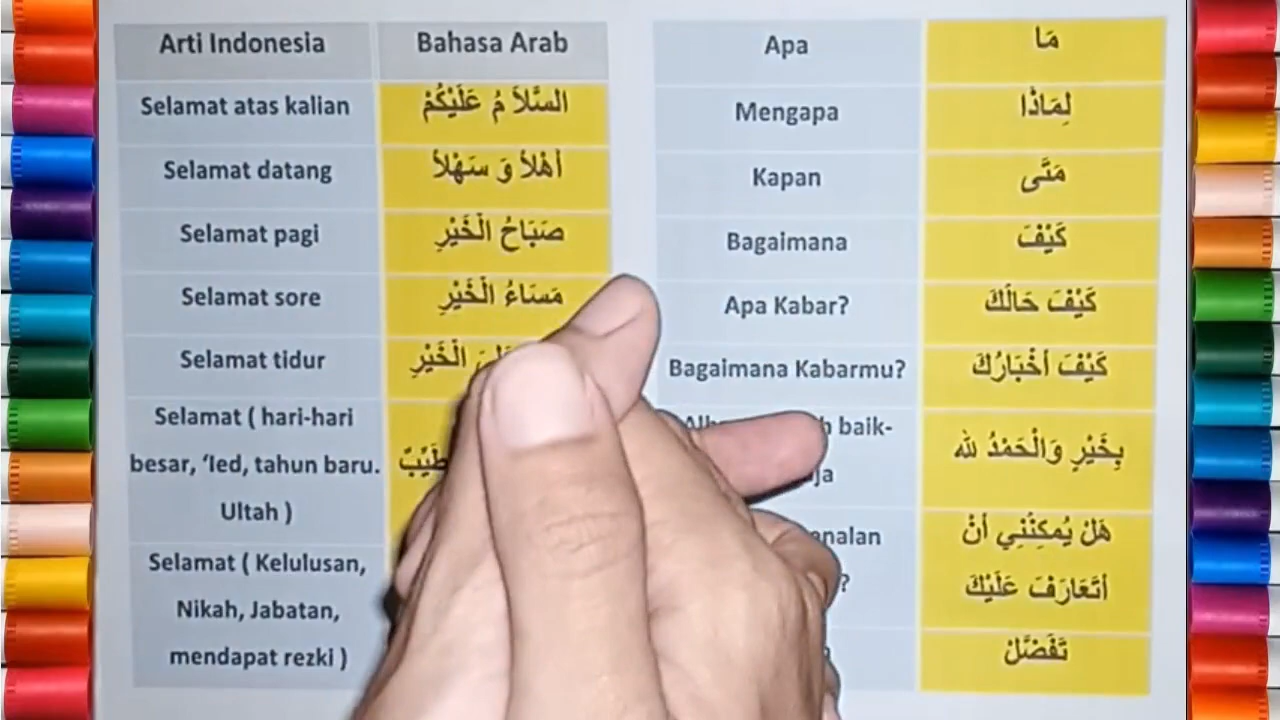 Arti Indonesia
Bahasa Arab
Selamat atas kalian
السَّلاَ مُ عَلَيْكُمْ
Selamat datang
أَهْلاً وَ سَهْلاً
Selamat pagi
صَبَاحُ الْخَيْرِ
Selamat sore
مَسَاءُ الْخَيْرِ
Selamat tidur
الْخَيْرِ
Selamat ( hari-hari
besar, ‘Ied, tahun baru.
Ultah )
Selamat ( Kelulusan,
Nikah, Jabatan,
mendapat rezki )
Apa
مَا
Mengapa
لِمَاذَا
Kapan
مَتَّى
Bagaimana
كَيْفَ
Apa Kabar?
كَيْفَ حَالُكَ
Bagaimana Kabarmu?
كَيْفَ أَخْبَارُكَ
baik-
بِخَيْرٍ وَالْحَمْدُ لله
هَلْ يُمكِنُنِي أَنْ
أَتَعَارَفَ عَلَيْكَ
تَفَضَّلْ